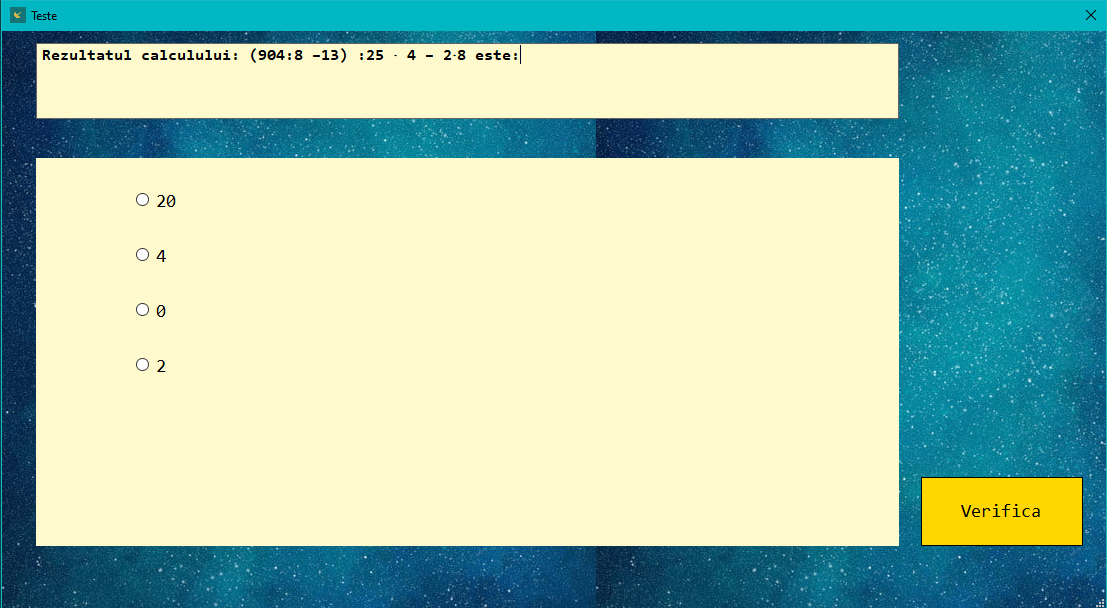 Teste
Rezultatul calculului: (904:8 –13) :25 · 4 – 2·8 este:
20
4
0
2
Verifica